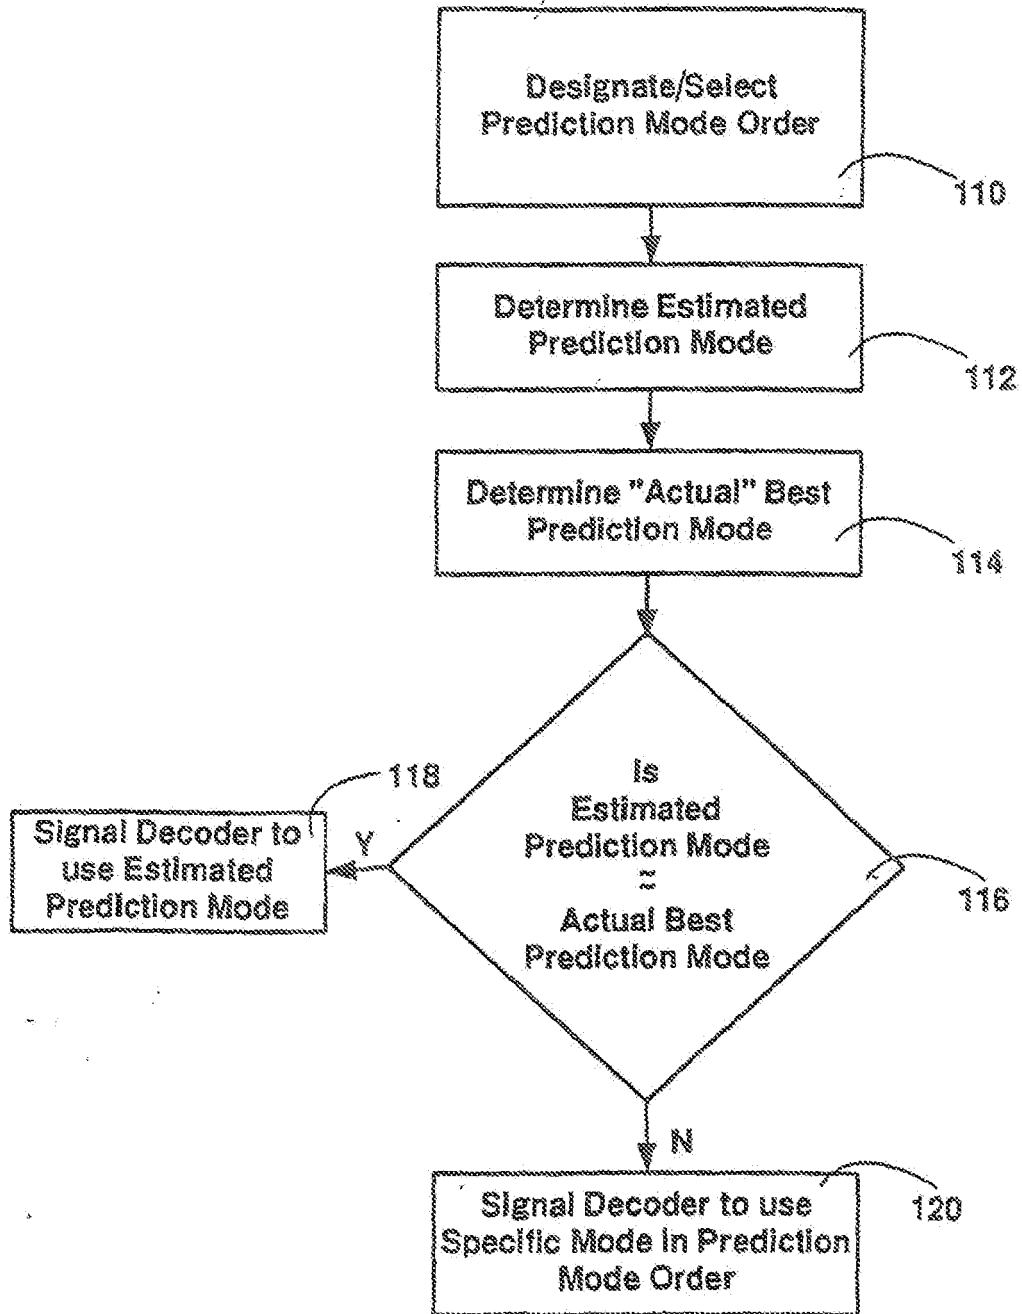 Designate/Select
Prediction Mode Order
110
Determine Estimated
Prediction Mode
112
Determine "Actual" Best
Prediction Mode
114
Is
Estimated
Prediction Mode
=
Actual Best
Prediction Mode
116
118
Y
Signal Decoder to
use Estimated
Prediction Mode
N
120
Signal Decoder to use
Specific Mode in Prediction
Mode Order